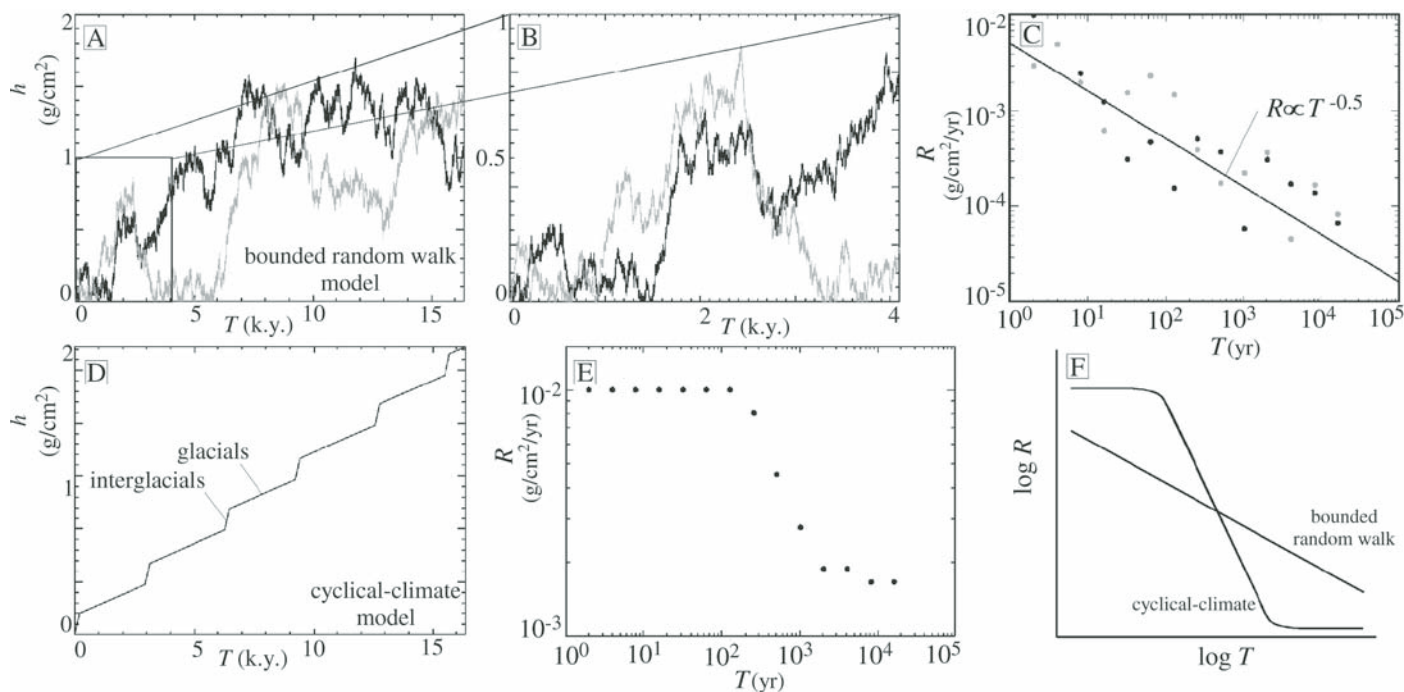 A
2
1
0
h
(g/cm²)
0
5
10
15
T (k.y.)
bounded random walk
model
B
1
0.5
0
0
2
4
T (k.y.)
C
10⁻²
10⁻³
10⁻⁴
10⁻⁵
R
(g/cm²/yr)
R∝T ⁻⁰·⁵
10⁰
10¹
10²
10³
10⁴
10⁵
T (yr)
D
2
1
0
h
(g/cm²)
glacials
interglacials
cyclical-climate
model
0
5
10
15
T (k.y.)
E
10⁻²
10⁻³
R
(g/cm²/yr)
10⁰
10¹
10²
10³
10⁴
10⁵
T (yr)
F
log R
bounded
random walk
cyclical-climate
log T